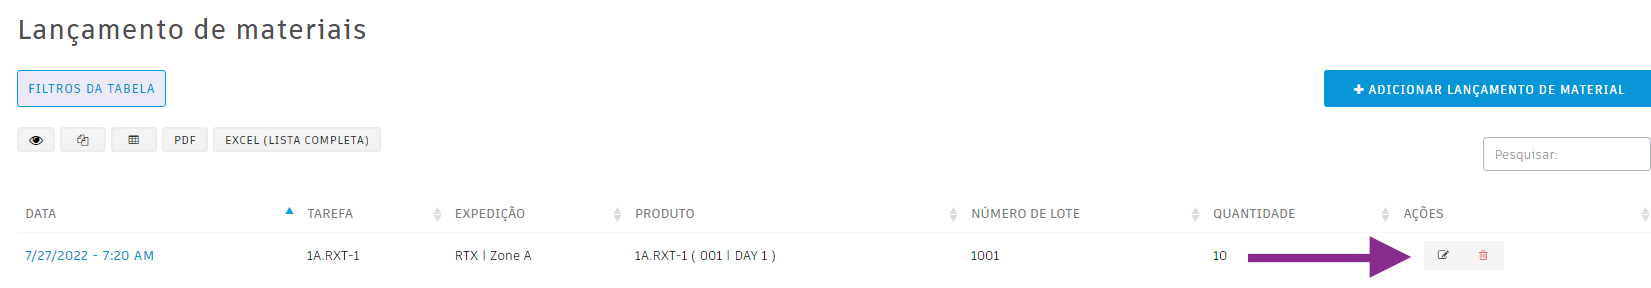 Lançamento de materiais
FILTROS DA TABELA
ADICIONAR LANÇAMENTO DE MATERIAL
PDF EXCEL (LISTA COMPLETA)
Pesquisar:
DATA TAREFA EXPEDIÇÃO PRODUTO NÚMERO DE LOTE QUANTIDADE AÇÕES
7/27/2022 - 7:20 AM 1A.RXT-1 RTX | Zone A 1A.RXT-1 ( 001 | DAY 1 ) 1001 10